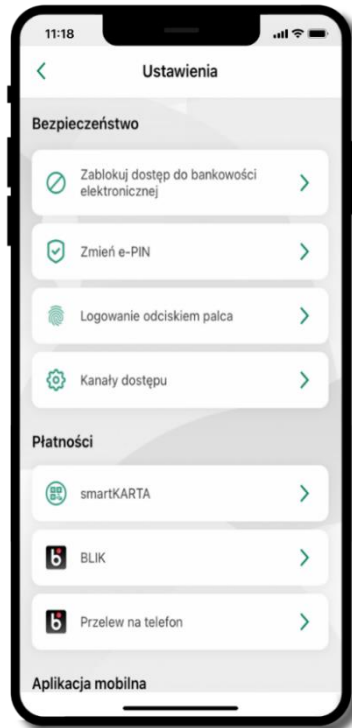 11:18
Ustawienia
Bezpieczeństwo
Zablokuj dostęp do bankowości
elektronicznej
Zmień e-PIN
Logowanie odciskiem palca
Kanały dostępu
Płatności
smartKARTA
BLIK
Przelew na telefon
Aplikacja mobilna